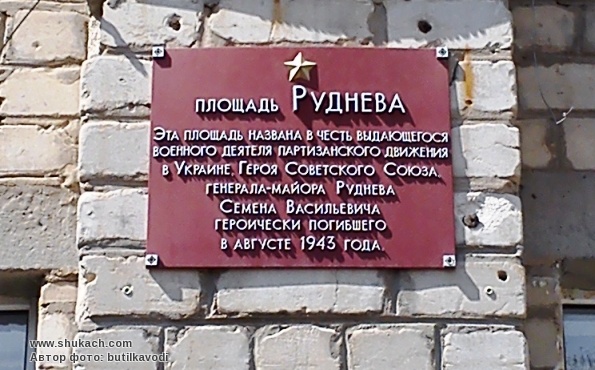 площадь Руднева
Эта площадь названа в честь выдающегося
военного деятеля партизанского движения
в Украине, Героя Советского Союза,
генерала-майора Руднева
Семена Васильевича
героически погибшего
в августе 1943 года.
www.shukach.com
Автор фото: butilkavodi